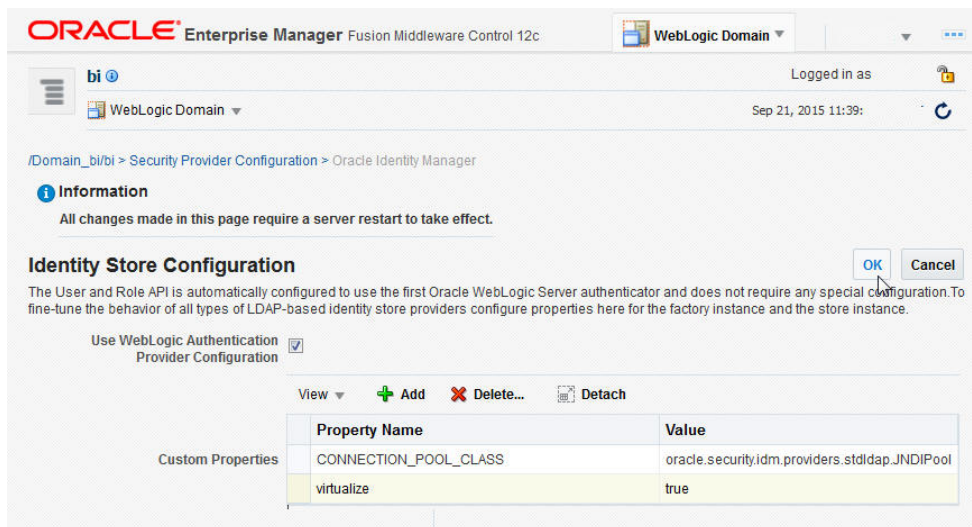 ORACLE Enterprise Manager Fusion Middleware Control 12c WebLogic Domain
bi Logged in as
WebLogic Domain Sep 21, 2015 11:39:
/Domain_bi/bi > Security Provider Configuration > Oracle Identity Manager
Information
All changes made in this page require a server restart to take effect.
Identity Store Configuration OK Cancel
The User and Role API is automatically configured to use the first Oracle WebLogic Server authenticator and does not require any special configuration.To
fine-tune the behavior of all types of LDAP-based identity store providers configure properties here for the factory instance and the store instance.
Use WebLogic Authentication
Provider Configuration
View Add Delete... Detach
Property Name Value
Custom Properties CONNECTION_POOL_CLASS oracle.security.idm.providers.stdldap.JNDIPool
virtualize true